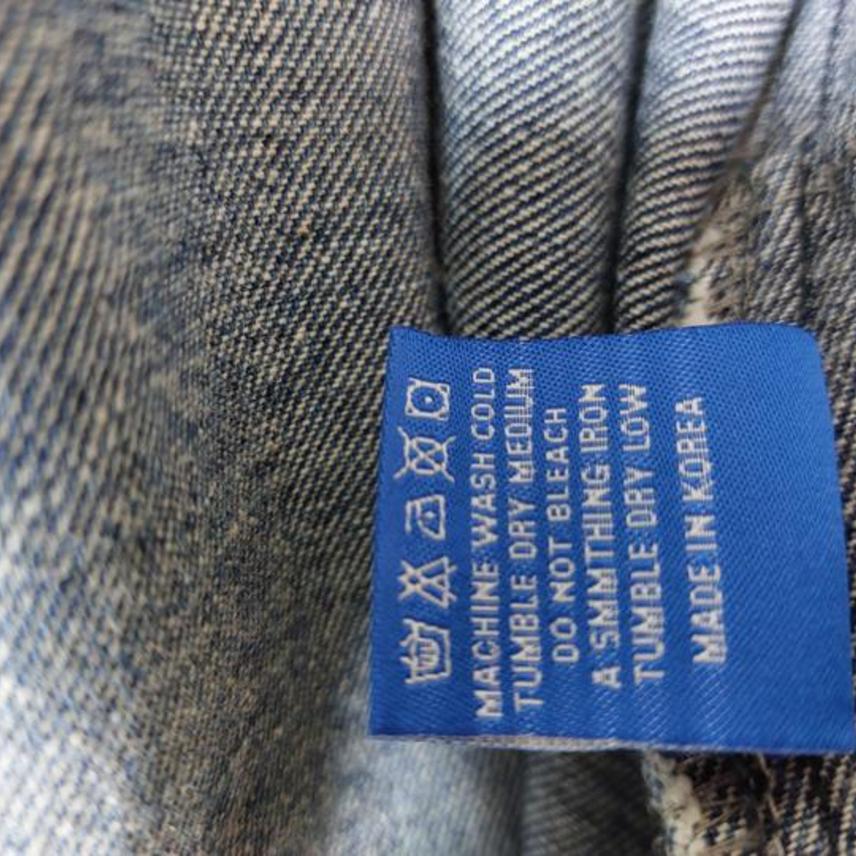 MACHINE WASH COLD
TUMBLE DRY MEDIUM
DO NOT BLEACH
A SMMTHING IRON
TUMBLE DRY LOW
MADE IN KOREA